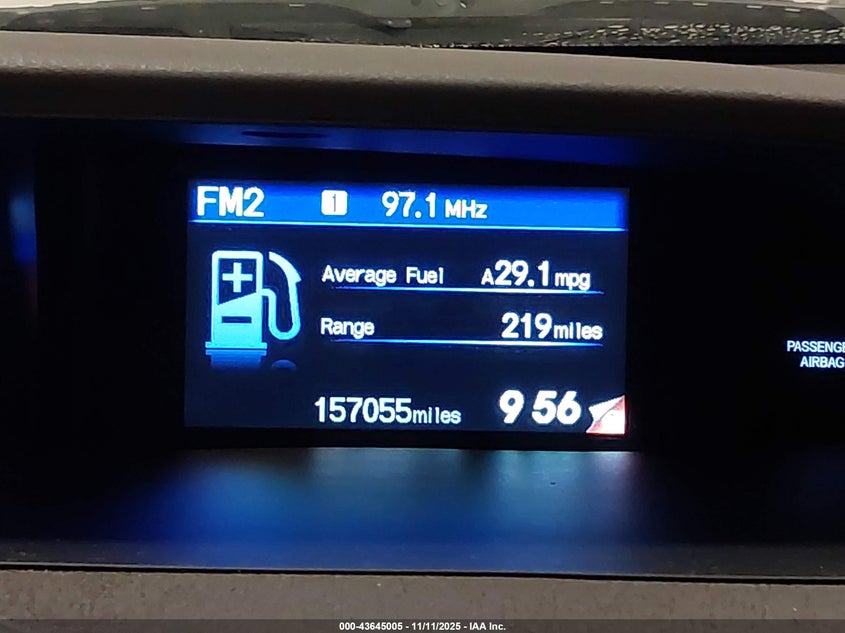 FM2 1 97.1 MHz
Average Fuel A29.1 mpg
Range 219 miles
157055 miles 9 56
PASSENGE
AIRBAG
000-43645005 - 11/11/2025 - IAA Inc.